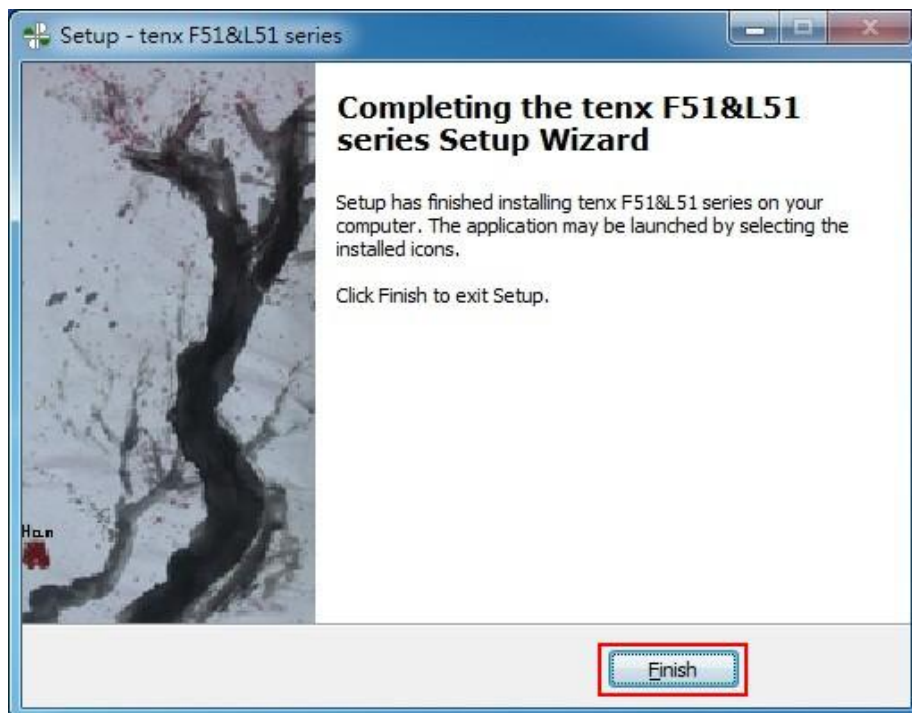 Setup - tenx F51&L51 series
Completing the tenx F51&L51
series Setup Wizard
Setup has finished installing tenx F51&L51 series on your
computer. The application may be launched by selecting the
installed icons.
Click Finish to exit Setup.
Han
Finish